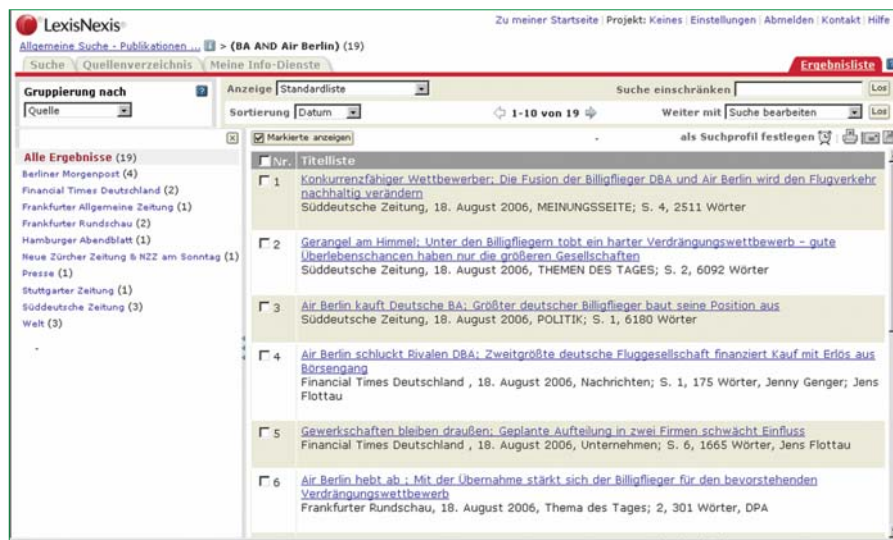 LexisNexis®
Zu meiner Startseite | Projekt: Keines | Einstellungen | Abmelden | Kontakt | Hilfe
Allgemeine Suche - Publikationen ... > (BA AND Air Berlin) (19)
Suche Quellenverzeichnis Meine Info-Dienste Ergebnisliste ?
Gruppierung nach ?
Quelle
Anzeige Standardliste Suche einschränken Los
Sortierung Datum 1-10 von 19 Weiter mit Suche bearbeiten Los
Markierte anzeigen - als Suchprofil festlegen
Alle Ergebnisse (19)
Berliner Morgenpost (4)
Financial Times Deutschland (2)
Frankfurter Allgemeine Zeitung (1)
Frankfurter Rundschau (2)
Hamburger Abendblatt (1)
Neue Zürcher Zeitung & NZZ am Sonntag (1)
Presse (1)
Stuttgarter Zeitung (1)
Süddeutsche Zeitung (3)
Welt (3)
-
Nr. Titelliste
1 Konkurrenzfähiger Wettbewerber; Die Fusion der Billigflieger DBA und Air Berlin wird den Flugverkehr
nachhaltig verändern
Süddeutsche Zeitung, 18. August 2006, MEINUNGSSEITE; S. 4, 2511 Wörter
2 Gerangel am Himmel; Unter den Billigfliegern tobt ein harter Verdrängungswettbewerb - gute
Überlebenschancen haben nur die größeren Gesellschaften
Süddeutsche Zeitung, 18. August 2006, THEMEN DES TAGES; S. 2, 6092 Wörter
3 Air Berlin kauft Deutsche BA; Größter deutscher Billigflieger baut seine Position aus
Süddeutsche Zeitung, 18. August 2006, POLITIK; S. 1, 6180 Wörter
4 Air Berlin schluckt Rivalen DBA; Zweitgrößte deutsche Fluggesellschaft finanziert Kauf mit Erlös aus
Börsengang
Financial Times Deutschland , 18. August 2006, Nachrichten; S. 1, 175 Wörter, Jenny Genger; Jens
Flottau
5 Gewerkschaften bleiben draußen; Geplante Aufteilung in zwei Firmen schwächt Einfluss
Financial Times Deutschland , 18. August 2006, Unternehmen; S. 6, 1665 Wörter, Jens Flottau
6 Air Berlin hebt ab ; Mit der Übernahme stärkt sich der Billigflieger für den bevorstehenden
Verdrängungswettbewerb
Frankfurter Rundschau, 18. August 2006, Thema des Tages; 2, 301 Wörter, DPA